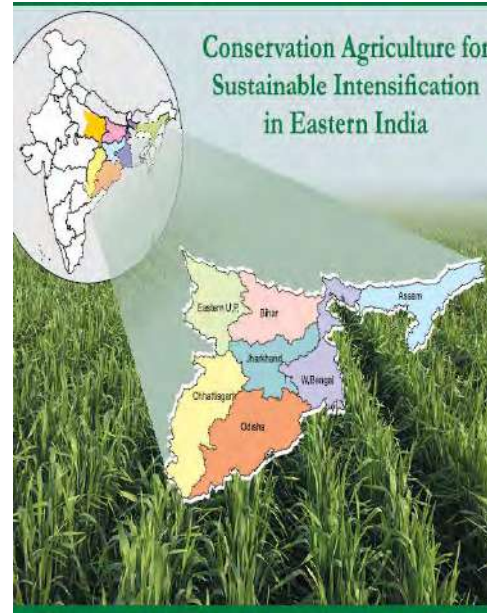 Conservation Agriculture for
Sustainable Intensification
in Eastern India
Assam
Eastern U.P.
Bihar
Jharkhand
W.Bengal
Chhattisgarh
Odisha